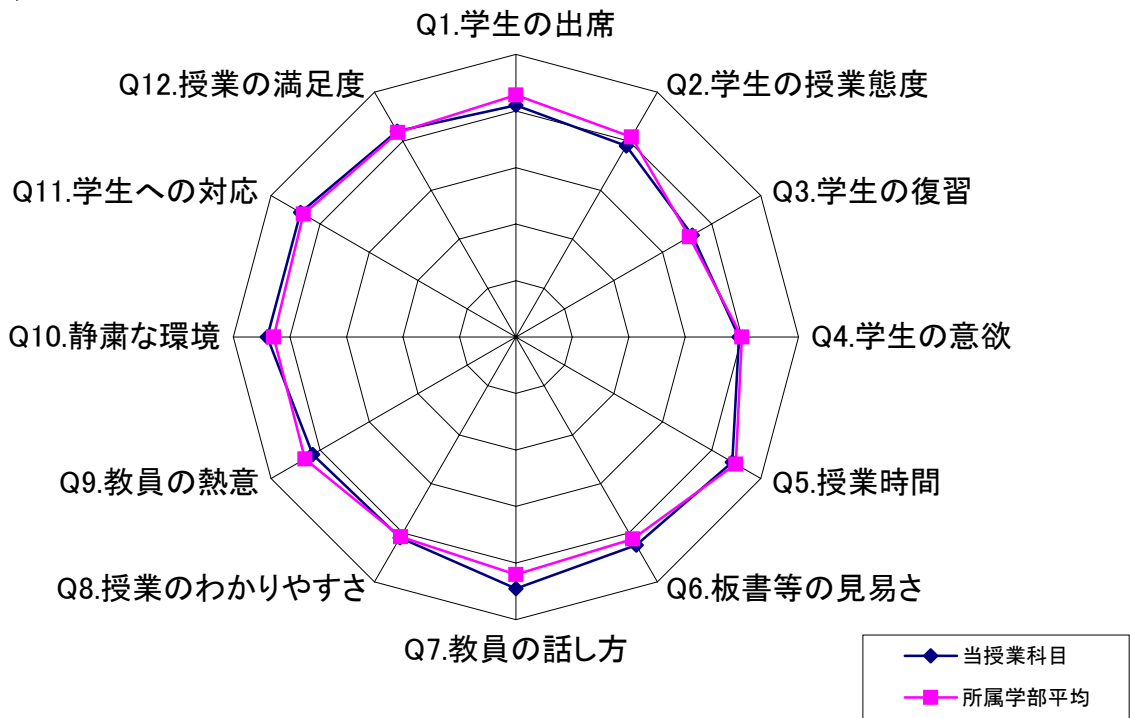 Q1.学生の出席
Q2.学生の授業態度
Q3.学生の復習
Q4.学生の意欲
Q5.授業時間
Q6.板書等の見易さ
Q7.教員の話し方
Q8.授業のわかりやすさ
Q9.教員の熱意
Q10.静粛な環境
Q11.学生への対応
Q12.授業の満足度
当授業科目
所属学部平均